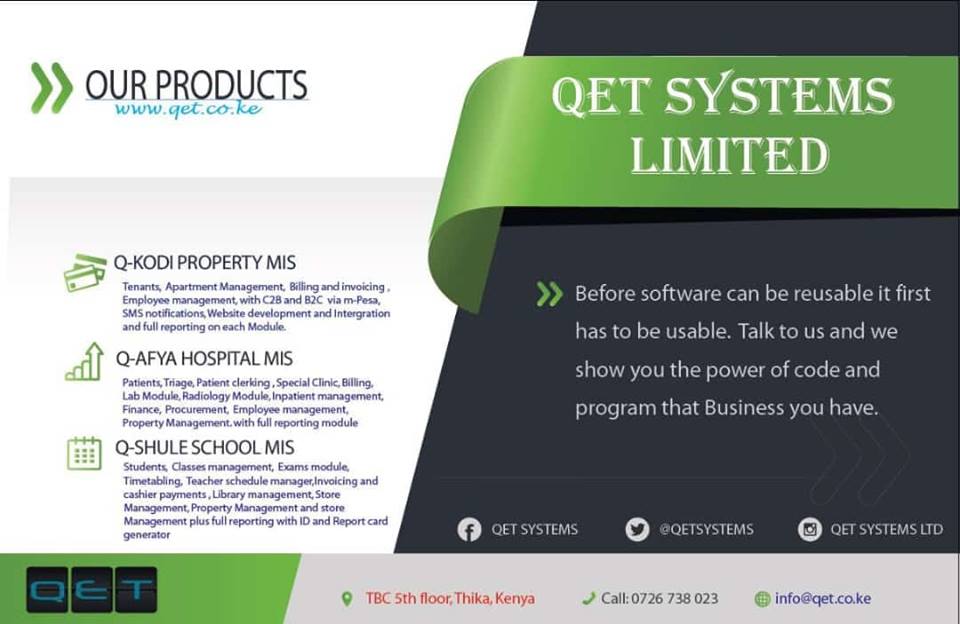 OUR PRODUCTS
www.qet.co.ke
QET SYSTEMS
LIMITED
Q-KODI PROPERTY MIS
Tenants, Apartment Management, Billing and invoicing ,
Employee management, with C2B and B2C via m-Pesa,
SMS notifications, Website development and Intergration
and full reporting on each Module.
Q-AFYA HOSPITAL MIS
Patients, Triage, Patient clerking , Special Clinic, Billing,
Lab Module, Radiology Module, Inpatient management,
Finance, Procurement, Employee management,
Property Management. with full reporting module
Q-SHULE SCHOOL MIS
Students, Classes management, Exams module,
Timetabling, Teacher schedule manager,Invoicing and
cashier payments , Library management, Store
Management, Property Management and store
Management plus full reporting with ID and Report card
generator
Before software can be reusable it first
has to be usable. Talk to us and we
show you the power of code and
program that Business you have.
QET SYSTEMS
@QETSYSTEMS
QET SYSTEMS LTD
QET
TBC 5th floor, Thika, Kenya
Call: 0726 738 023
info@qet.co.ke